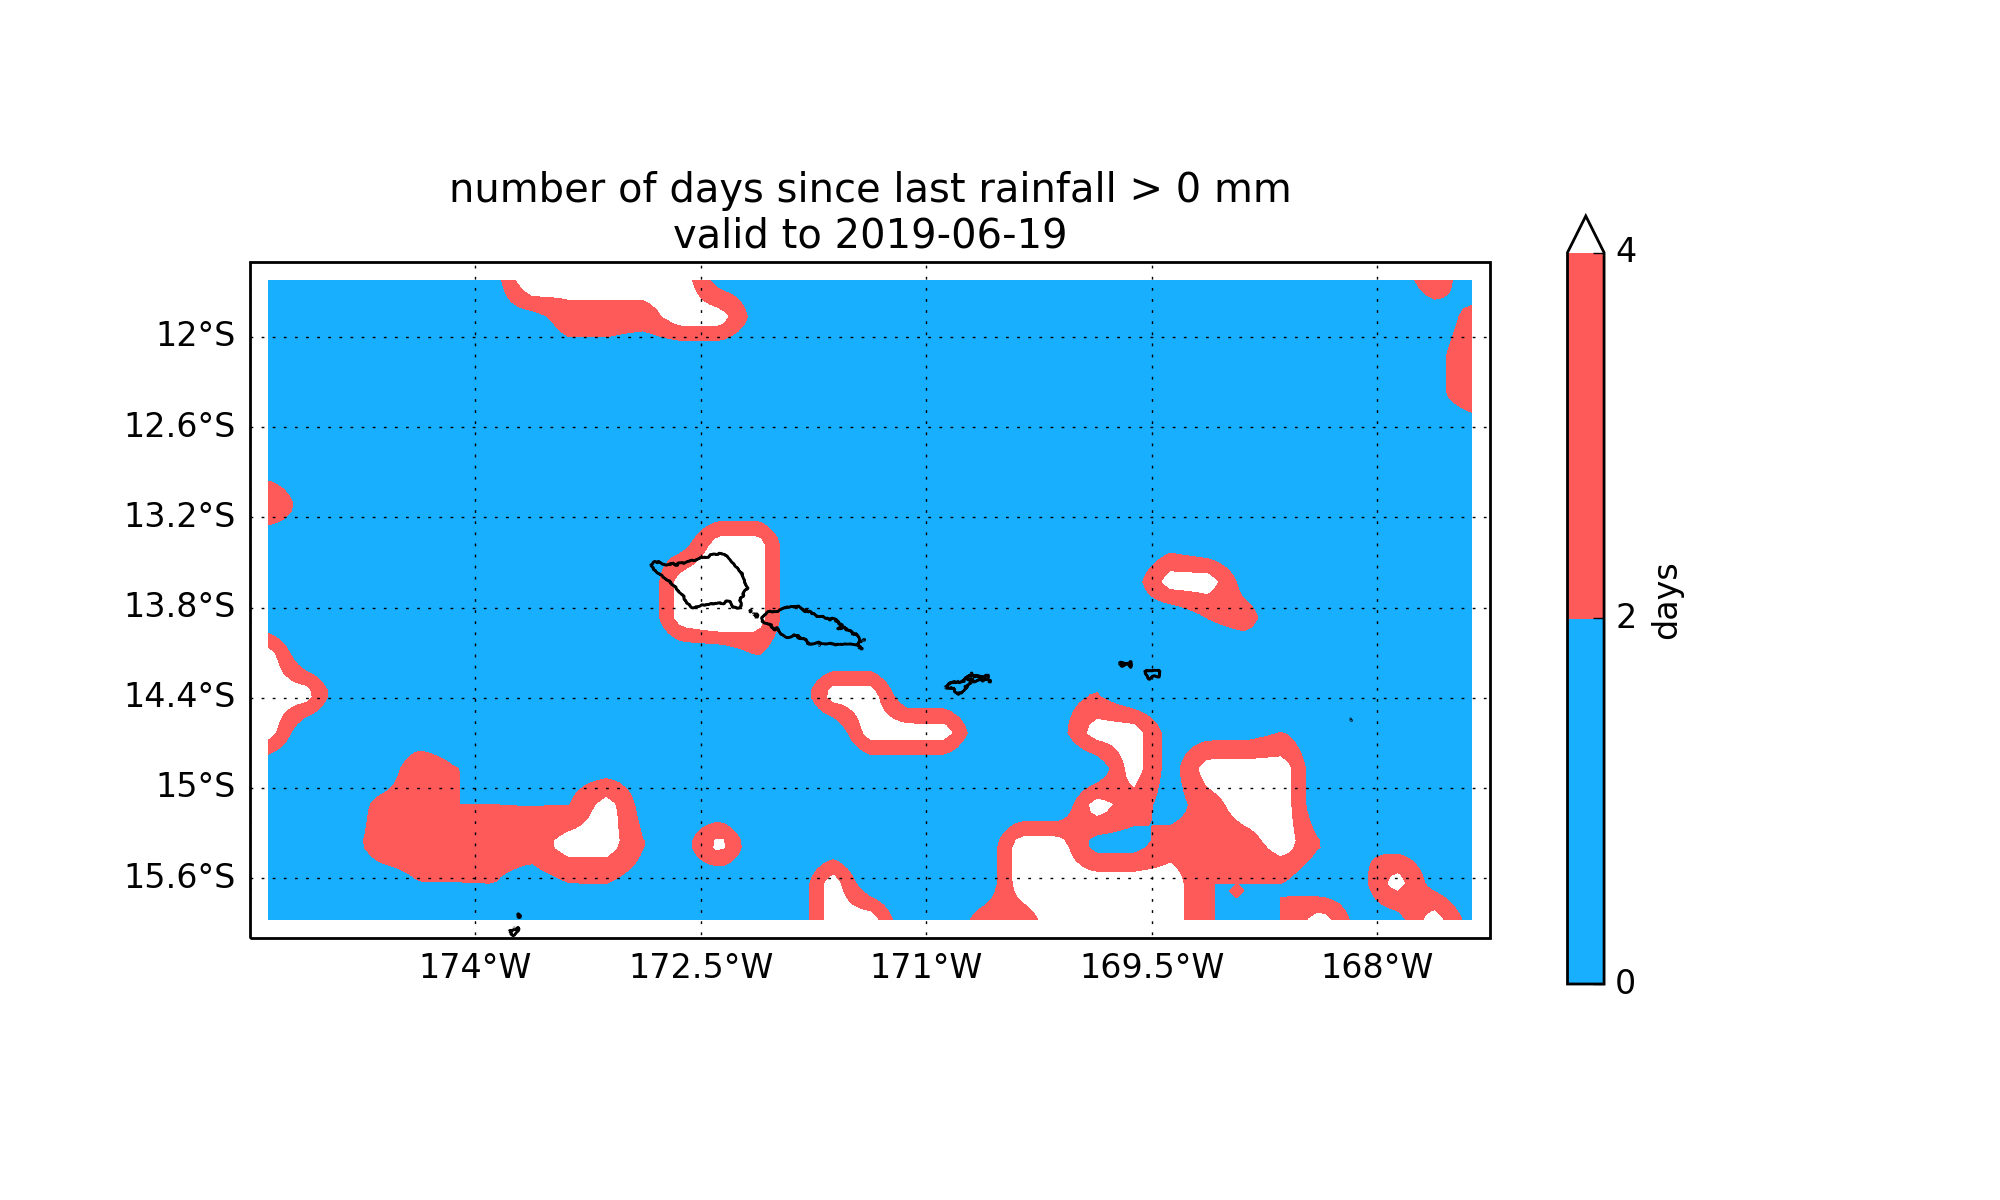 number of days since last rainfall > 0 mm
valid to 2019-06-19
12°S
12.6°S
13.2°S
13.8°S
14.4°S
15°S
15.6°S
174°W 172.5°W 171°W 169.5°W 168°W
4
2
0
days